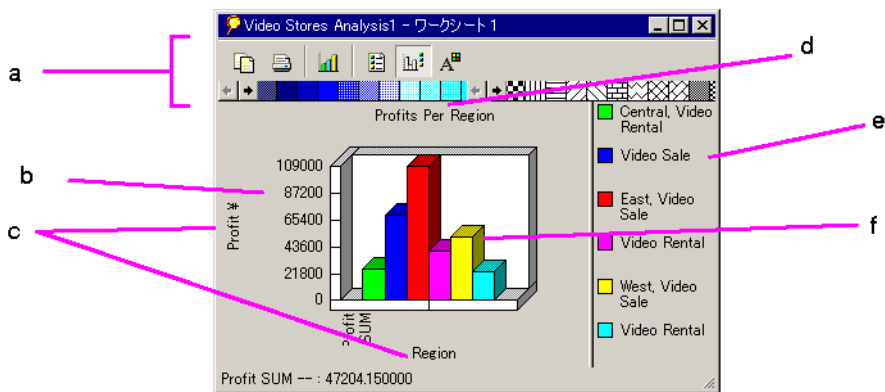 Video Stores Analysis1 - ワークシート 1
a
d
Profits Per Region
Central, Video
Rental
Video Sale
e
East, Video
Sale
Video Rental
f
West, Video
Sale
Video Rental
b
c
109000
87200
65400
43600
21800
0
Profit ¥
Profit
SUM
Region
Profit SUM -- : 47204.150000